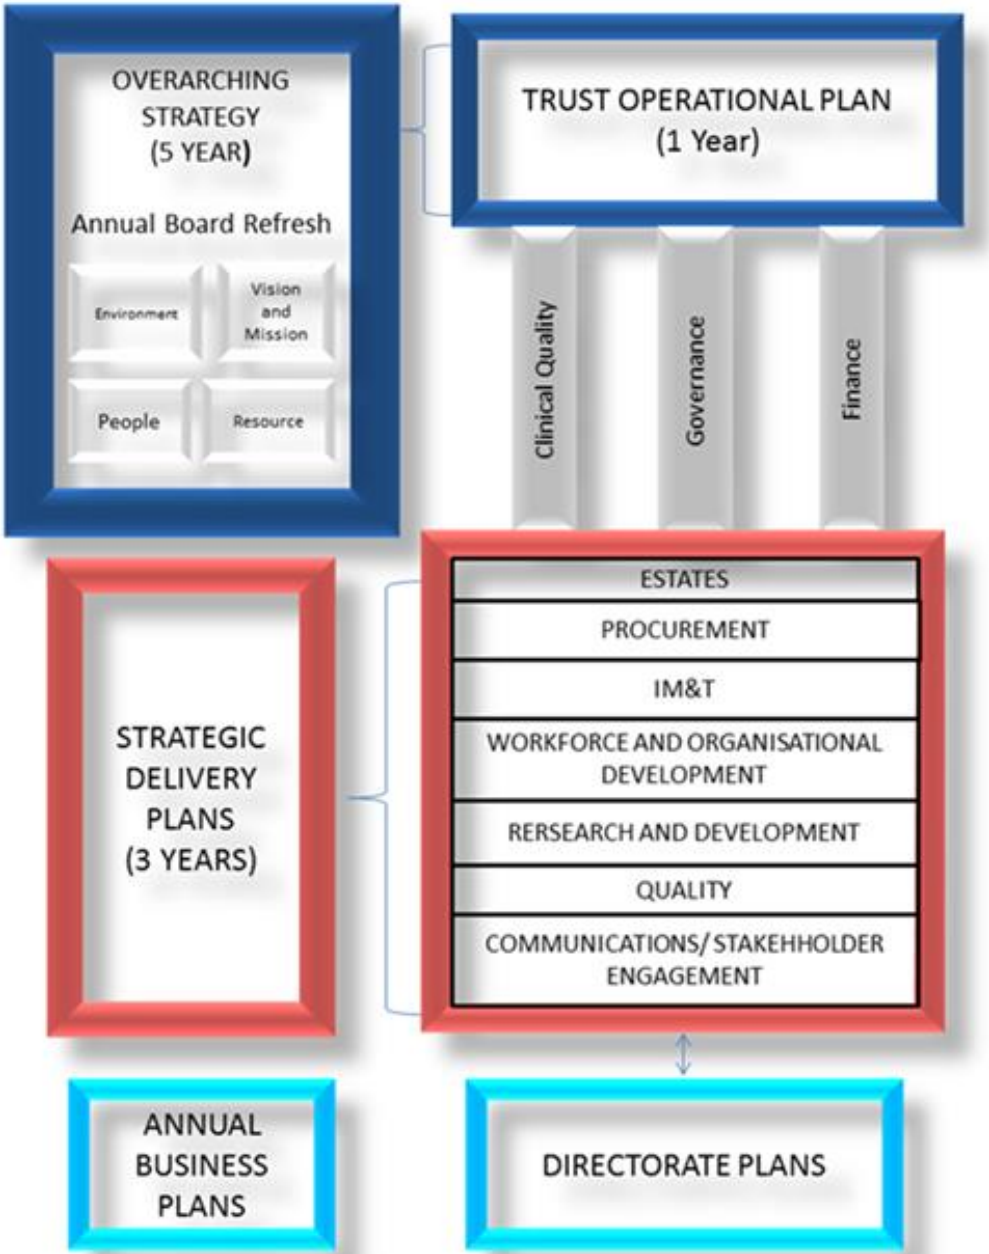 OVERARCHING
STRATEGY
(5 YEAR)
Annual Board Refresh
Environment
Vision
and
Mission
People
Resource
TRUST OPERATIONAL PLAN
(1 Year)
Clinical Quality
Governance
Finance
STRATEGIC
DELIVERY
PLANS
(3 YEARS)
ESTATES
PROCUREMENT
IM&T
WORKFORCE AND ORGANISATIONAL
DEVELOPMENT
RERSEARCH AND DEVELOPMENT
QUALITY
COMMUNICATIONS/ STAKEHHOLDER
ENGAGEMENT
ANNUAL
BUSINESS
PLANS
DIRECTORATE PLANS